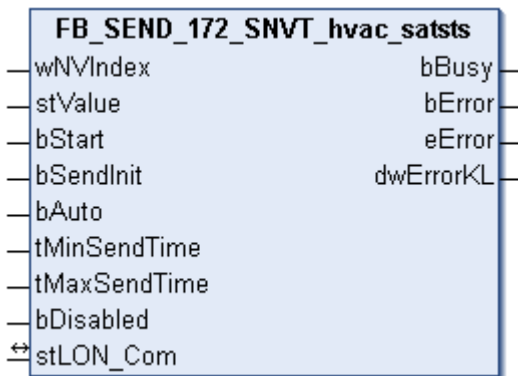 FB_SEND_172_SNVT_hvac_satsts
wNVIndex bBusy
stValue bError
bStart eError
bSendInit dwErrorKL
bAuto
tMinSendTime
tMaxSendTime
bDisabled
stLON_Com